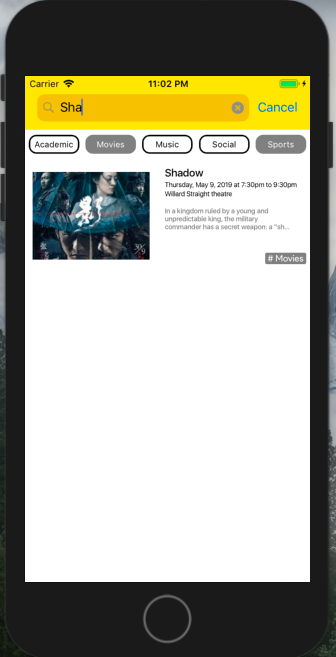 Carrier 11:02 PM
Sha Cancel
Academic Movies Music Social Sports
Shadow
Thursday, May 9, 2019 at 7:30pm to 9:30pm
Willard Straight theatre
In a kingdom ruled by a young and
unpredictable king, the military
commander has a secret weapon: a "sh...
# Movies
影